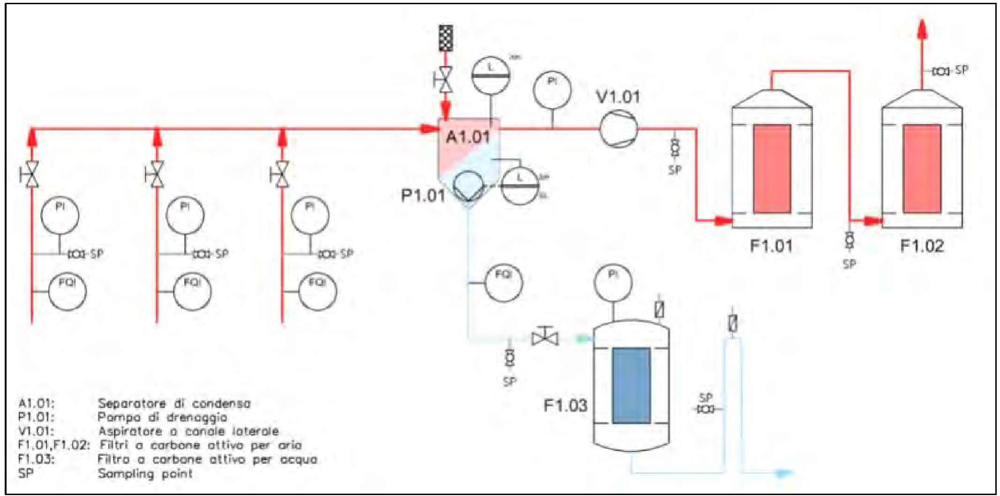 L
PI
V1.01
SP
A1.01
SP
PI
PI
PI
L
P1.01
SP
SP
SP
F1.01
F1.02
SP
FQI
FQI
FQI
FQI
PI
SP
F1.03
SP
A1.01: Separatore di condensa
P1.01: Pompa di drenaggio
V1.01: Aspiratore a canale laterale
F1.01,F1.02: Filtri a carbone attivo per aria
F1.03: Filtro a carbone attivo per acqua
SP Sampling point